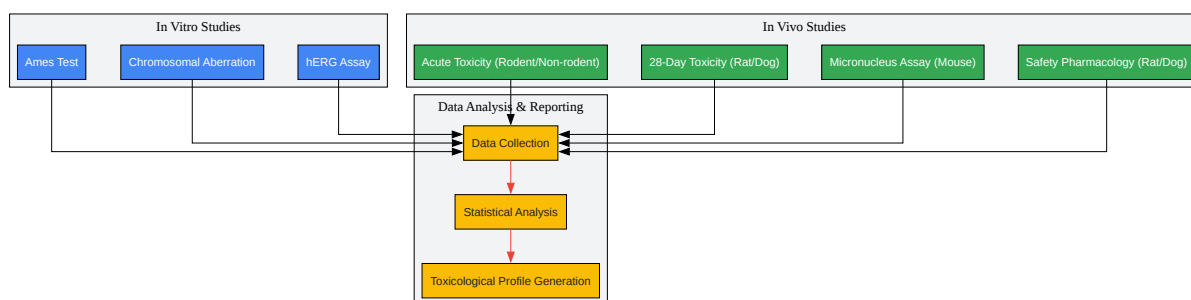 In Vitro Studies
Ames Test
Chromosomal Aberration
hERG Assay
In Vivo Studies
Acute Toxicity (Rodent/Non-rodent)
28-Day Toxicity (Rat/Dog)
Micronucleus Assay (Mouse)
Safety Pharmacology (Rat/Dog)
Data Analysis & Reporting
Data Collection
Statistical Analysis
Toxicological Profile Generation